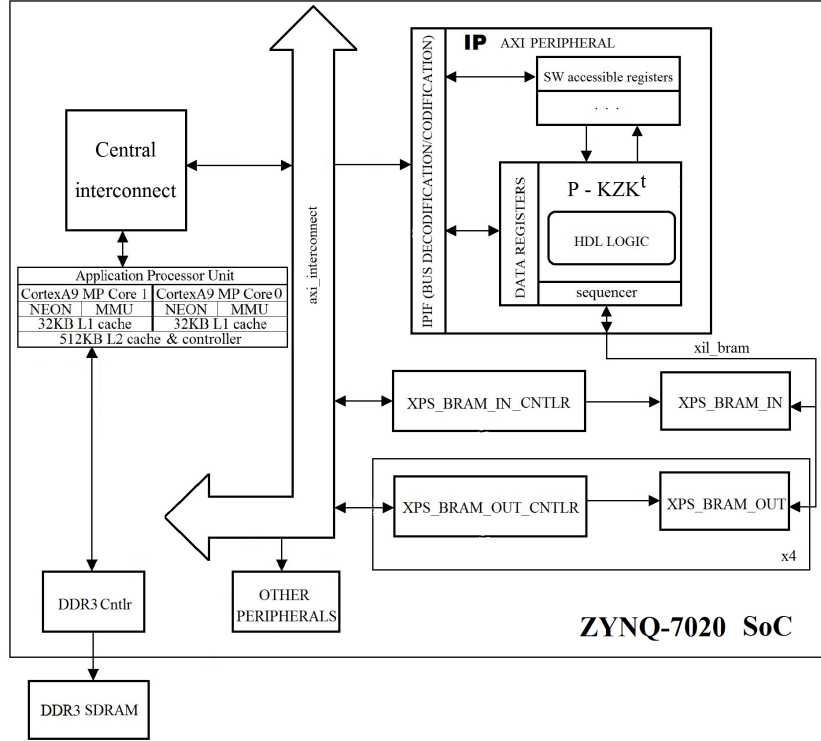 IP AXI PERIPHERAL
SW accessible registers
. . .
IPIF (BUS DECODIFICATION/CODIFICATION)
DATA REGISTERS
P - KZK^t
HDL LOGIC
sequencer
Central
interconnect
axi_interconnect
Application Processor Unit
CortexA9 MP Core 1 CortexA9 MP Core 0
NEON MMU NEON MMU
32KB L1 cache 32KB L1 cache
512KB L2 cache & controller
xil_bram
XPS_BRAM_IN_CNTLR XPS_BRAM_IN
XPS_BRAM_OUT_CNTLR XPS_BRAM_OUT
x4
DDR3 Cntlr
OTHER
PERIPHERALS
ZYNQ-7020 SoC
DDR3 SDRAM